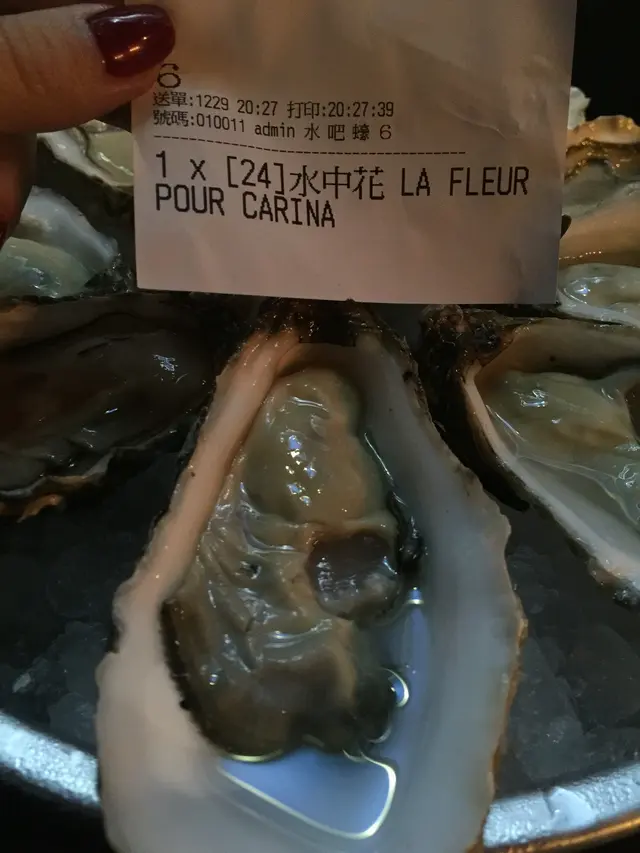 6
送單:1229 20:27 打印:20:27:39
號碼:010011 admin 水 吧 蠔 6
1 x [24]水中花 LA FLEUR
POUR CARINA